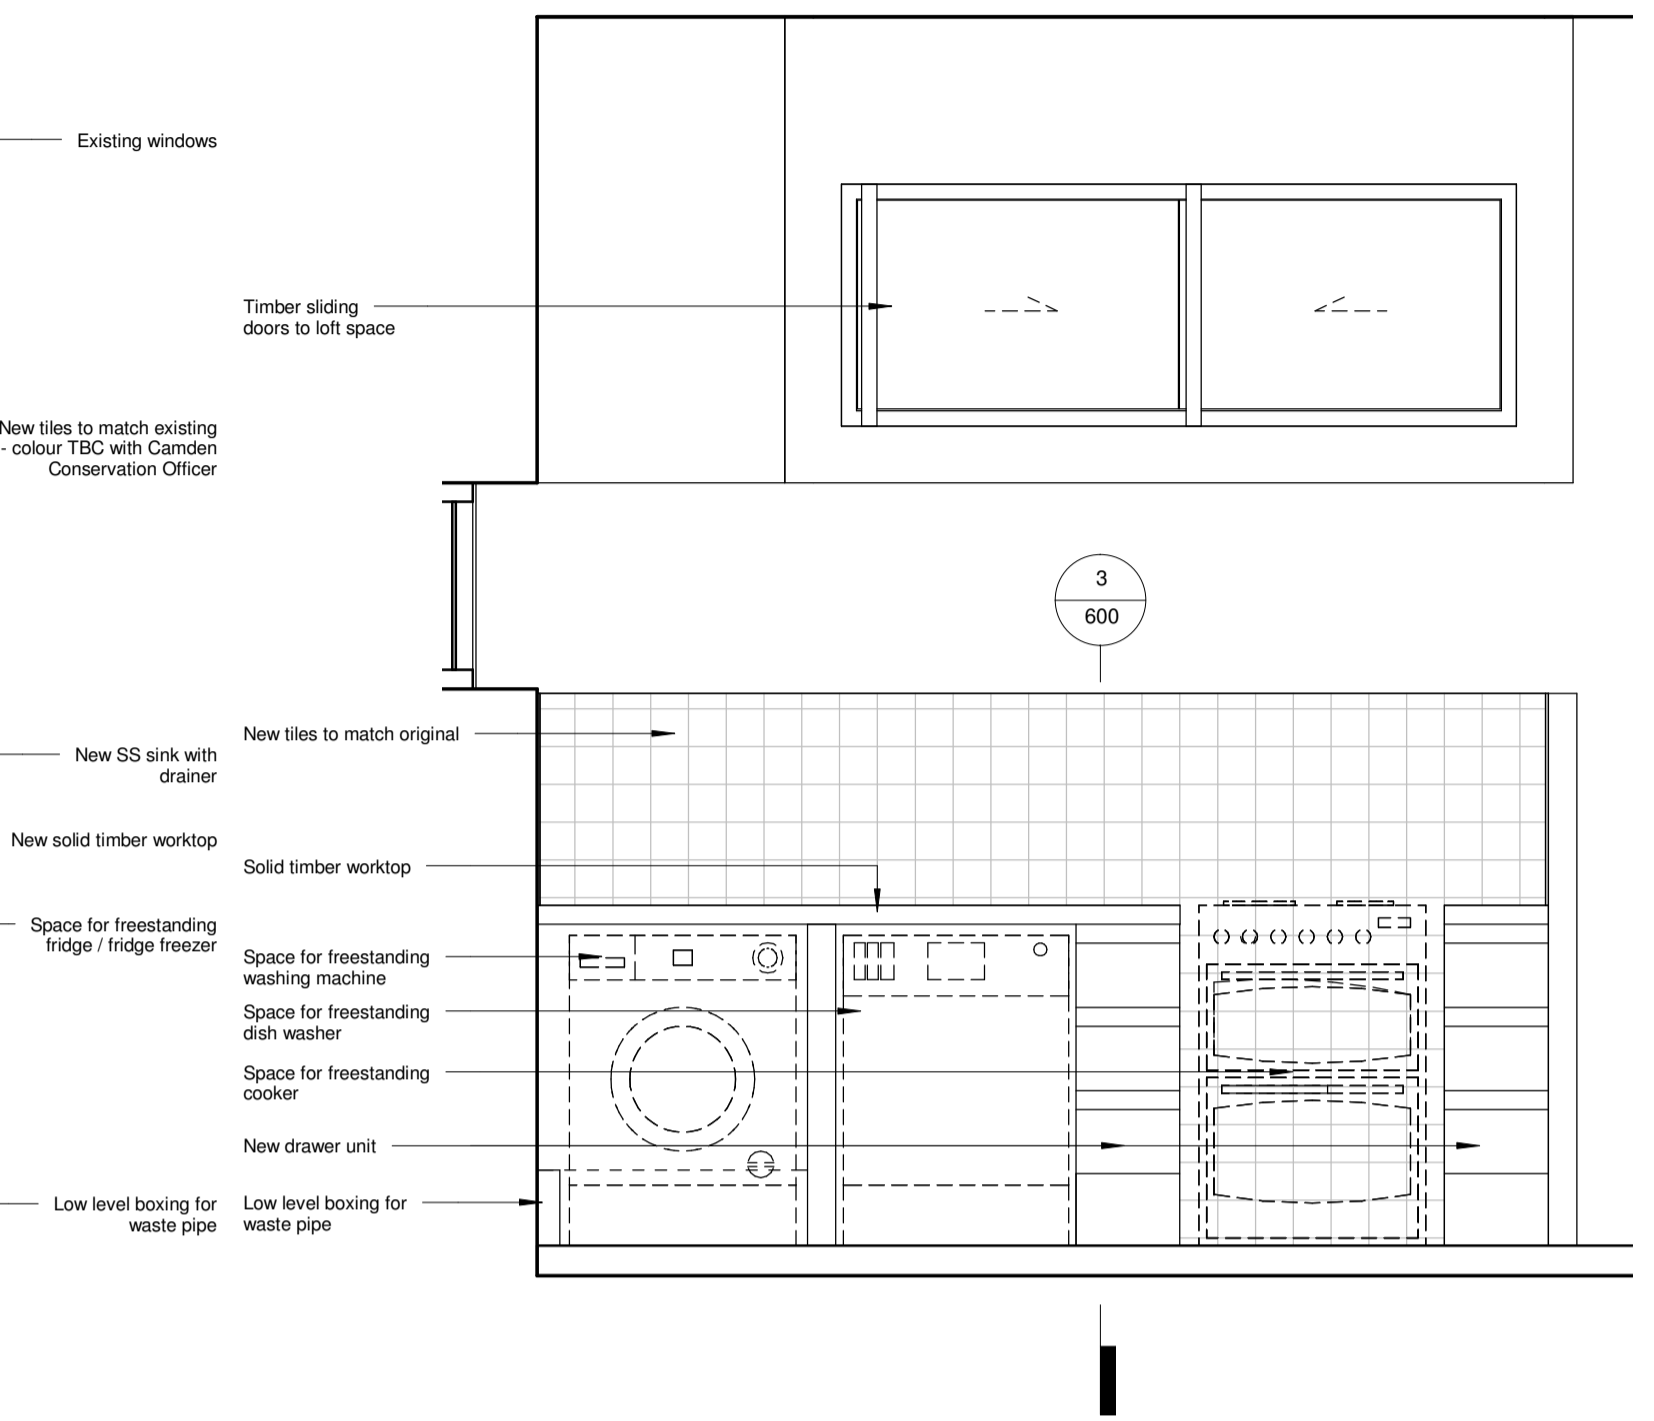 Existing windows
New tiles to match existing
- colour TBC with Camden
Conservation Officer
New SS sink with
drainer
New solid timber worktop
Space for freestanding
fridge / fridge freezer
Low level boxing for
waste pipe
Timber sliding
doors to loft space
3
600
New tiles to match original
Solid timber worktop
Space for freestanding
washing machine
Space for freestanding
dish washer
Space for freestanding
cooker
New drawer unit
Low level boxing for
waste pipe